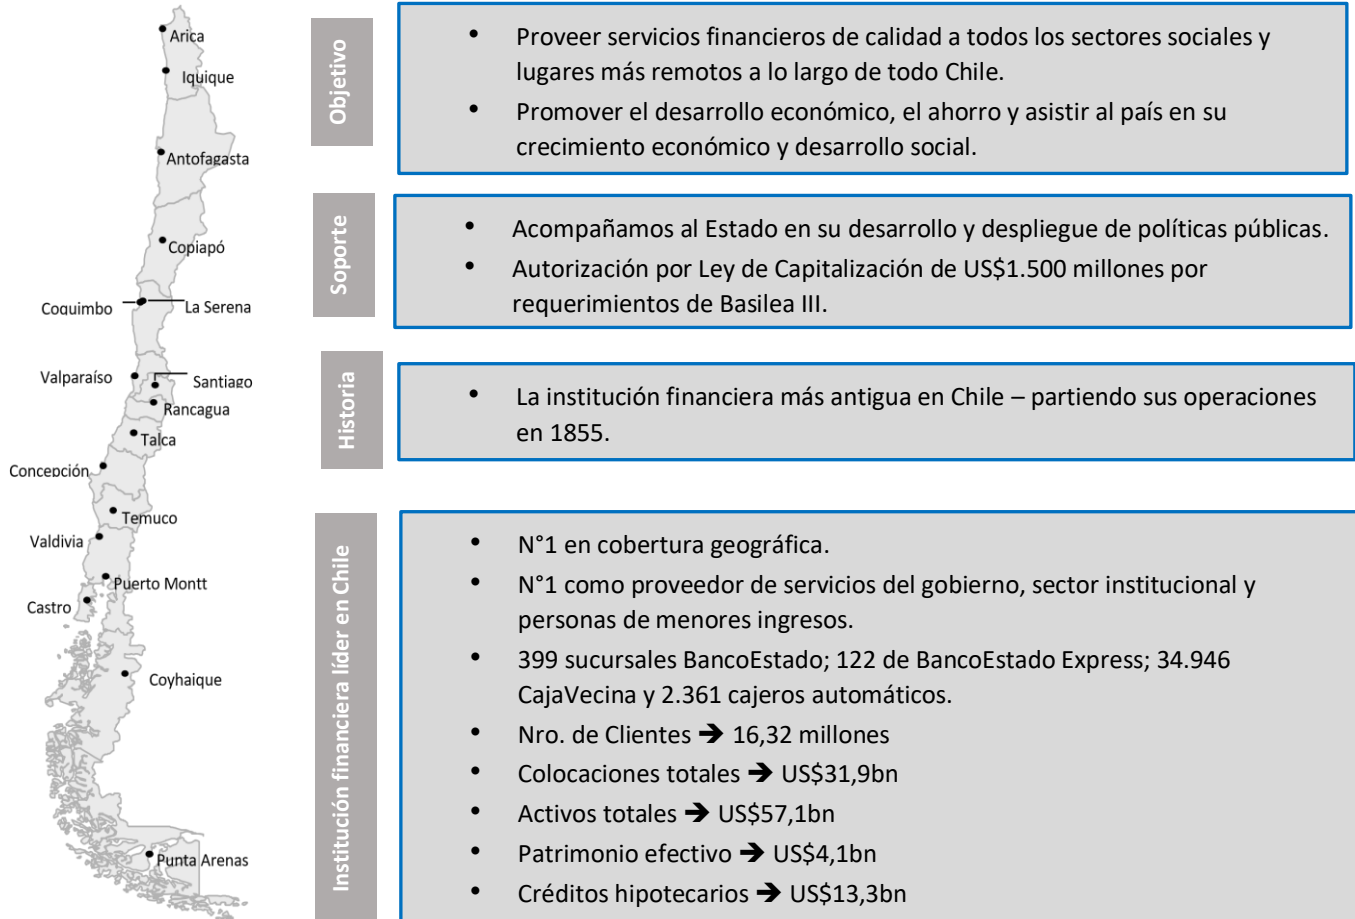 Arica
Iquique
Antofagasta
Copiapó
Coquimbo
La Serena
Valparaíso
Santiago
Rancagua
Talca
Concepción
Temuco
Valdivia
Puerto Montt
Castro
Coyhaique
Punta Arenas
Objetivo
• Proveer servicios financieros de calidad a todos los sectores sociales y
lugares más remotos a lo largo de todo Chile.
• Promover el desarrollo económico, el ahorro y asistir al país en su
crecimiento económico y desarrollo social.
Soporte
• Acompañamos al Estado en su desarrollo y despliegue de políticas públicas.
• Autorización por Ley de Capitalización de US$1.500 millones por
requerimientos de Basilea III.
Historia
• La institución financiera más antigua en Chile – partiendo sus operaciones
en 1855.
Institución financiera líder en Chile
• N°1 en cobertura geográfica.
• N°1 como proveedor de servicios del gobierno, sector institucional y
personas de menores ingresos.
• 399 sucursales BancoEstado; 122 de BancoEstado Express; 34.946
CajaVecina y 2.361 cajeros automáticos.
• Nro. de Clientes ➔ 16,32 millones
• Colocaciones totales ➔ US$31,9bn
• Activos totales ➔ US$57,1bn
• Patrimonio efectivo ➔ US$4,1bn
• Créditos hipotecarios ➔ US$13,3bn